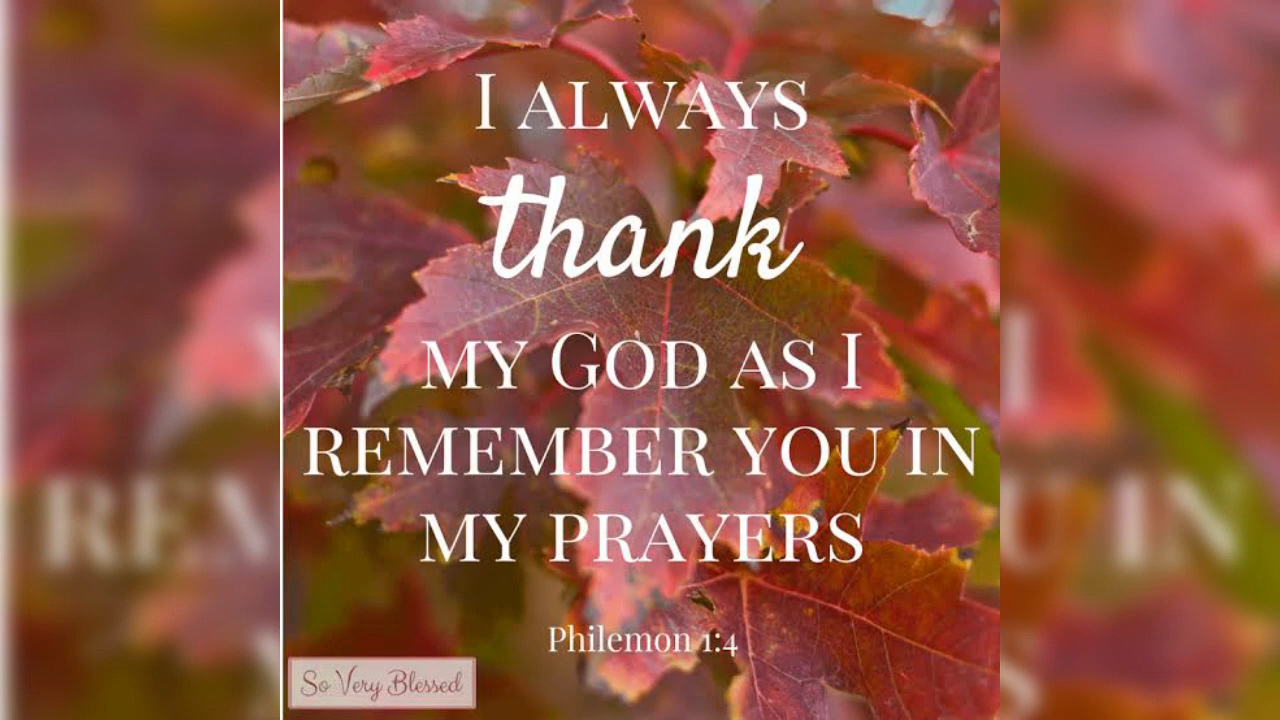 I ALWAYS
thank
MY GOD AS I
REMEMBER YOU IN
MY PRAYERS
Philemon 1:4
So Very Blessed